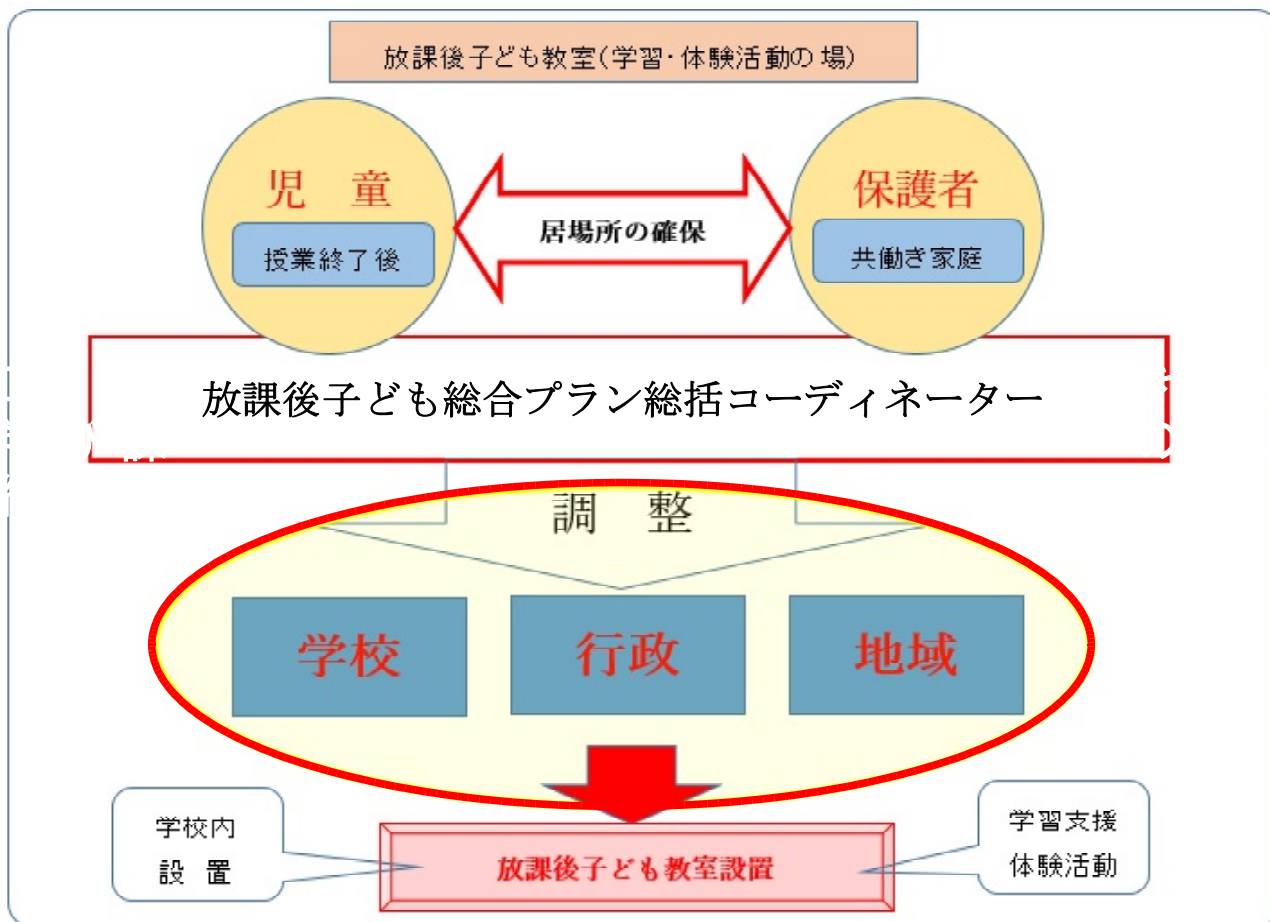 放課後子ども教室(学習・体験活動の場)
児 童
授業終了後
居場所の確保
保護者
共働き家庭
放課後子ども総合プラン総括コーディネーター
調 整
学校
行政
地域
学校内
設 置
放課後子ども教室設置
学習支援
体験活動